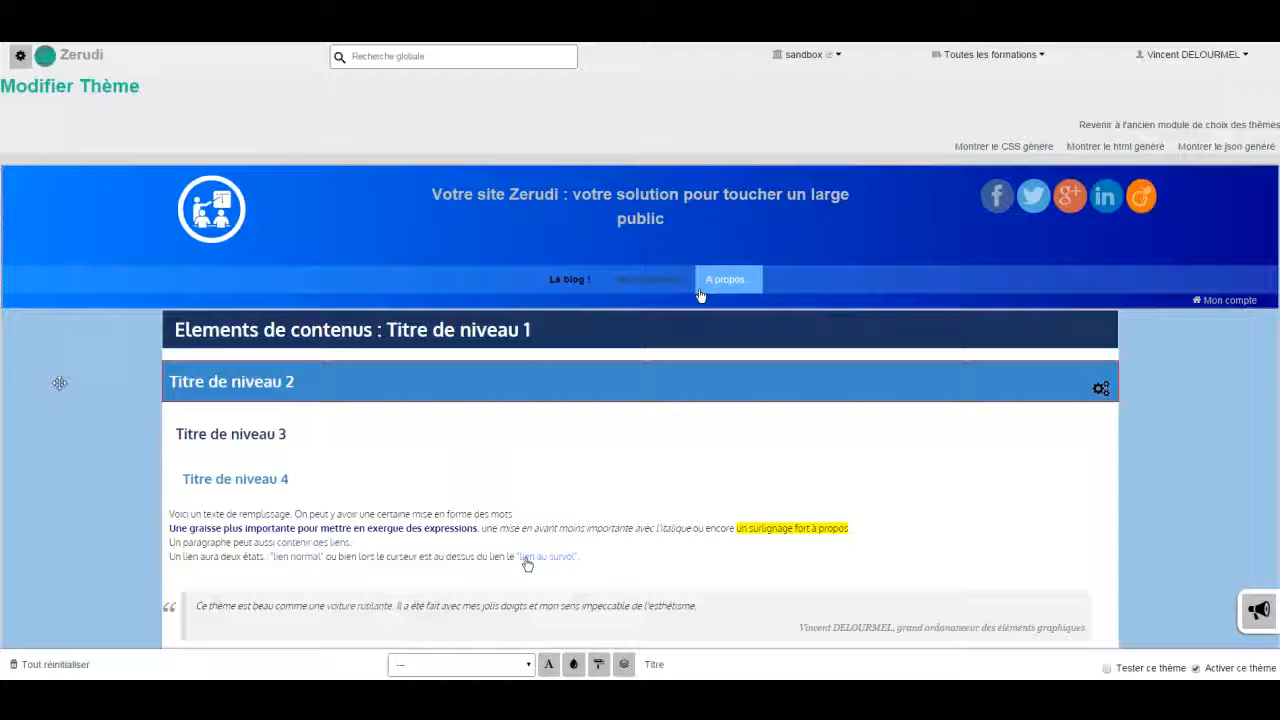 Zerudi
Recherche globale
sandbox
Toutes les formations
Vincent DELOURMEL
Modifier Thème
Revenir à l'ancien module de choix des thèmes
Montrer le CSS généré
Montrer le html généré
Montrer le json genéré
Votre site Zerudi : votre solution pour toucher un large
public
Le blog !
A propos
Mon compte
Elements de contenus : Titre de niveau 1
Titre de niveau 2
Titre de niveau 3
Titre de niveau 4
Voici un texte de remplissage. On peut y avoir une certaine mise en forme des mots
Une graisse plus importante pour mettre en exergue des expressions, une mise en avant moins importante avec l'italique ou encore un surlignage fort à propos
Un paragraphe peut aussi contenir des liens.
Un lien aura deux états : "lien normal" ou bien lors le curseur est au dessus du lien le "lien au survol".
Ce thème est beau comme une voiture rutilante. Il a été fait avec mes jolis doigts et mon sens impeccable de l'esthétisme.
Vincent DELOURMEL, grand ordonanceur des éléments graphiques
Tout réinitialiser
---
A
Titre
Tester ce thème
Activer ce thème